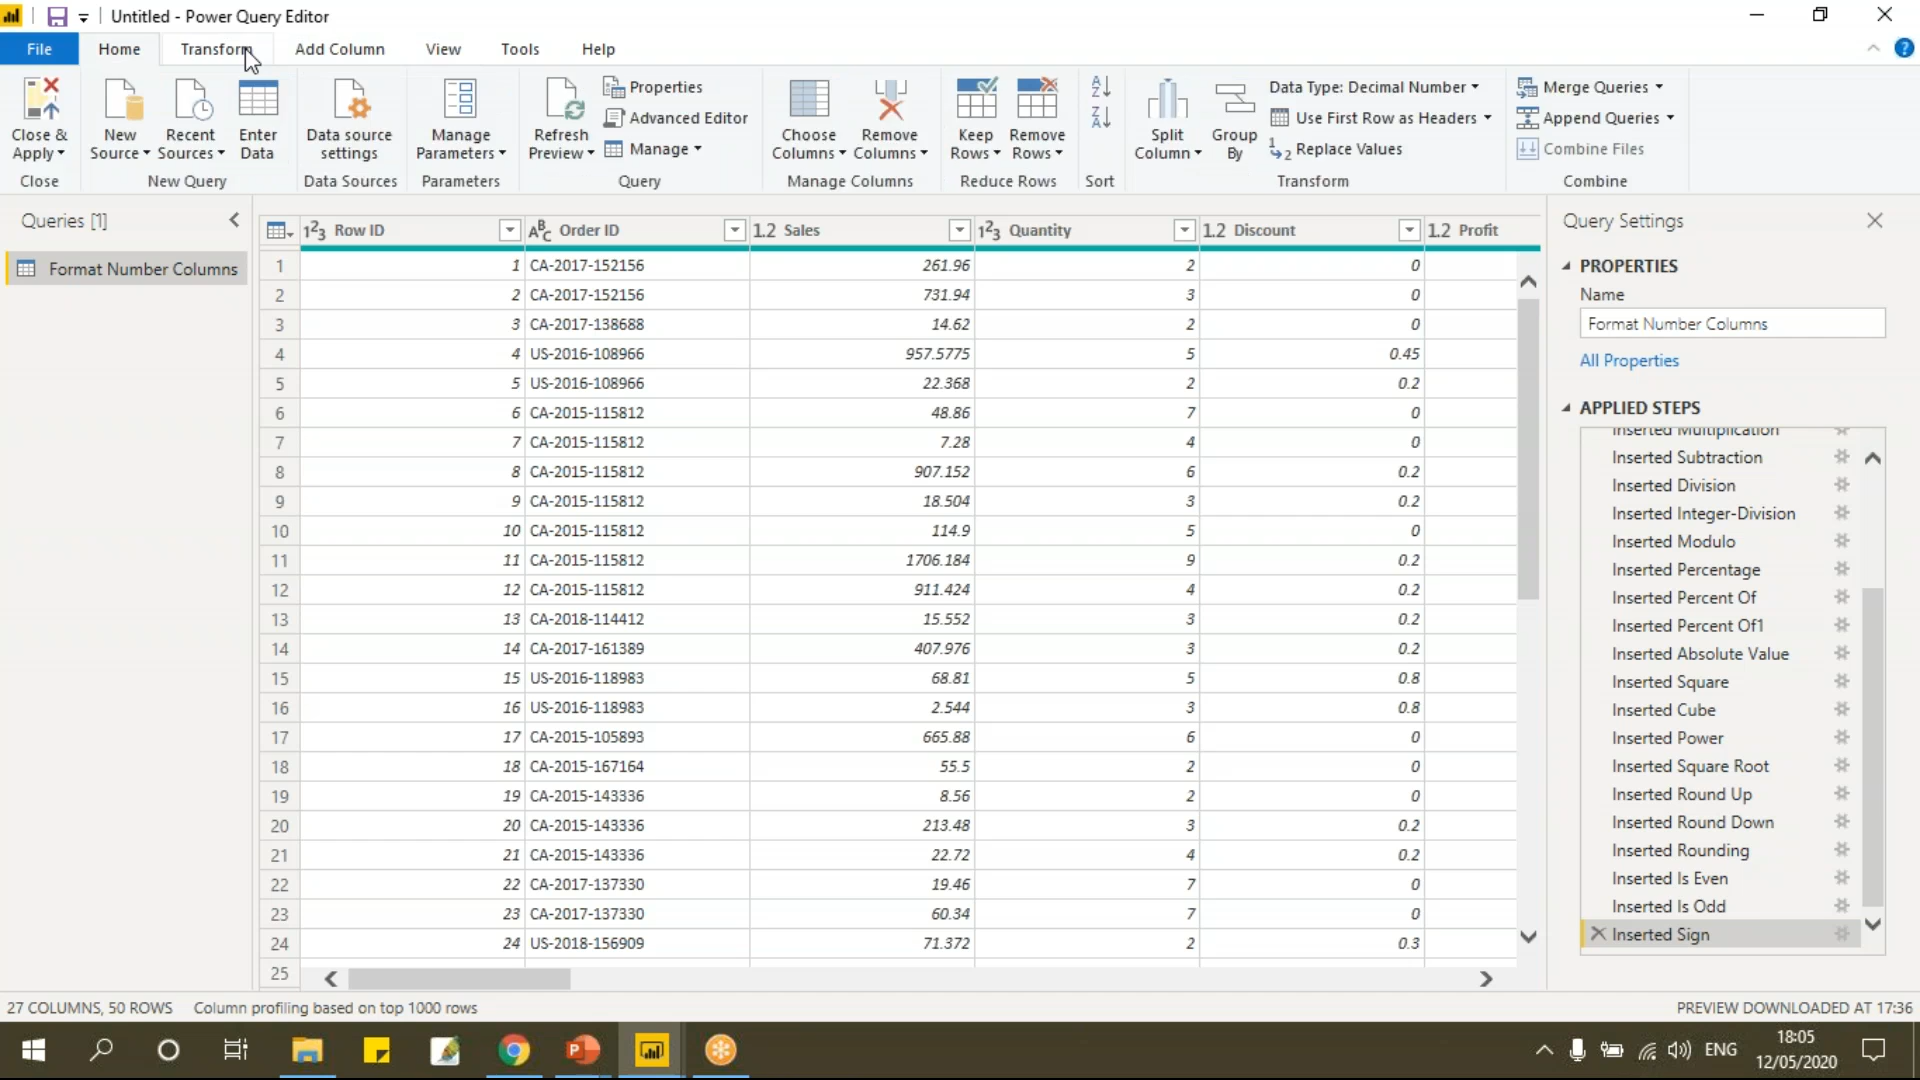 Untitled - Power Query Editor
File Home Transform Add Column View Tools Help
Close & Apply
New Source
Recent Sources
Enter Data
Data source settings
Manage Parameters
Refresh Preview
Properties
Advanced Editor
Manage
Choose Columns
Remove Columns
Keep Rows
Remove Rows
Split Column
Group By
Data Type: Decimal Number
Use First Row as Headers
Replace Values
Merge Queries
Append Queries
Combine Files
Close New Query Data Sources Parameters Query Manage Columns Reduce Rows Sort Transform Combine
Queries [1]
Format Number Columns
1²3 Row ID ABC Order ID 1.2 Sales 1²3 Quantity 1.2 Discount 1.2 Profit
1 1 CA-2017-152156 261.96 2 0
2 2 CA-2017-152156 731.94 3 0
3 3 CA-2017-138688 14.62 2 0
4 4 US-2016-108966 957.5775 5 0.45
5 5 US-2016-108966 22.368 2 0.2
6 6 CA-2015-115812 48.86 7 0
7 7 CA-2015-115812 7.28 4 0
8 8 CA-2015-115812 907.152 6 0.2
9 9 CA-2015-115812 18.504 3 0.2
10 10 CA-2015-115812 114.9 5 0
11 11 CA-2015-115812 1706.184 9 0.2
12 12 CA-2015-115812 911.424 4 0.2
13 13 CA-2018-114412 15.552 3 0.2
14 14 CA-2017-161389 407.976 3 0.2
15 15 US-2016-118983 68.81 5 0.8
16 16 US-2016-118983 2.544 3 0.8
17 17 CA-2015-105893 665.88 6 0
18 18 CA-2015-167164 55.5 2 0
19 19 CA-2015-143336 8.56 2 0
20 20 CA-2015-143336 213.48 3 0.2
21 21 CA-2015-143336 22.72 4 0.2
22 22 CA-2017-137330 19.46 7 0
23 23 CA-2017-137330 60.34 7 0
24 24 US-2018-156909 71.372 2 0.3
25
Query Settings
PROPERTIES
Name
Format Number Columns
All Properties
APPLIED STEPS
Inserted Multiplication
Inserted Subtraction
Inserted Division
Inserted Integer-Division
Inserted Modulo
Inserted Percentage
Inserted Percent Of
Inserted Percent Of1
Inserted Absolute Value
Inserted Square
Inserted Cube
Inserted Power
Inserted Square Root
Inserted Round Up
Inserted Round Down
Inserted Rounding
Inserted Is Even
Inserted Is Odd
Inserted Sign
27 COLUMNS, 50 ROWS Column profiling based on top 1000 rows PREVIEW DOWNLOADED AT 17:36
ENG
18:05
12/05/2020